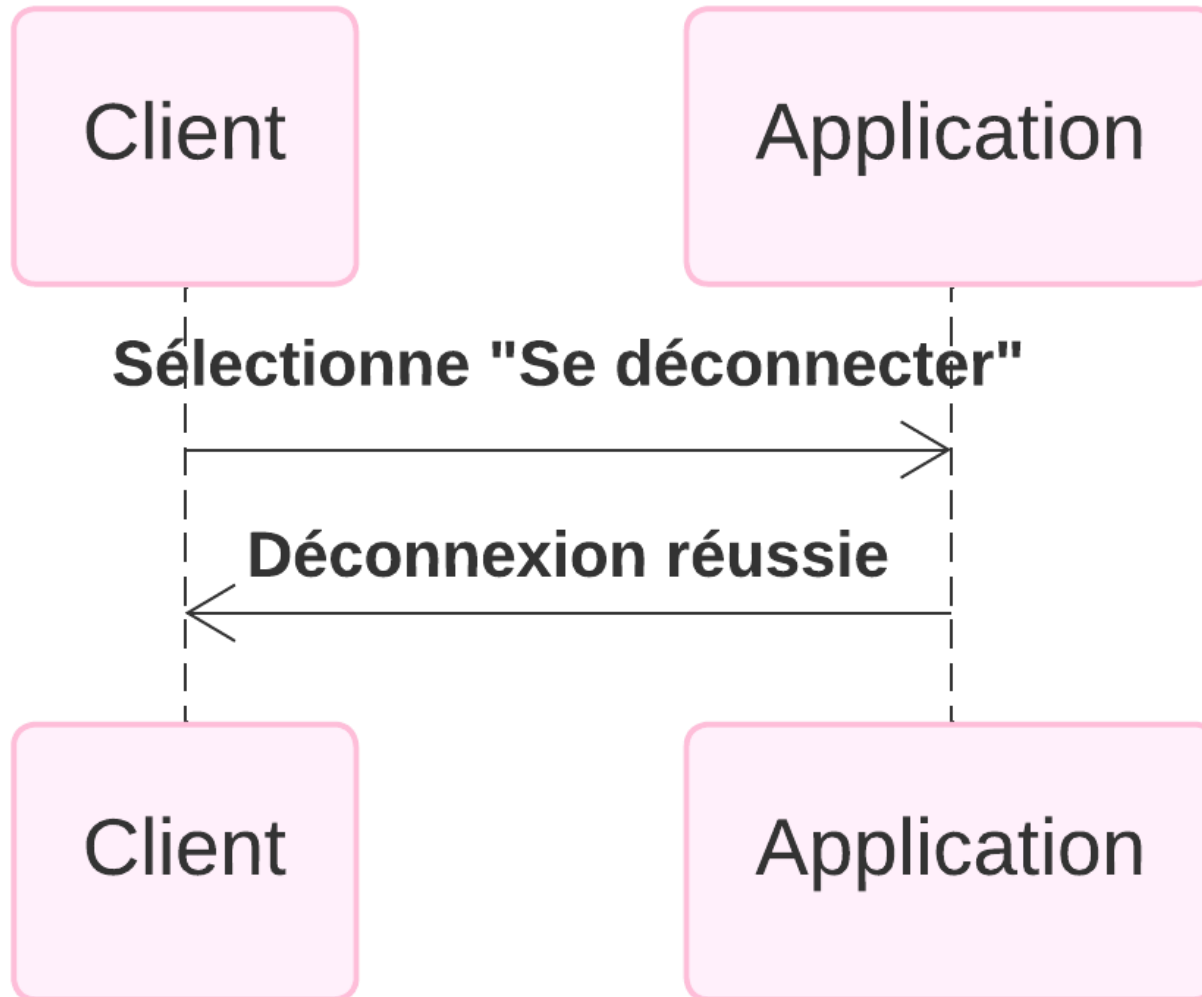 Client
Application
Sélectionne "Se déconnecter"
Déconnexion réussie
Client
Application